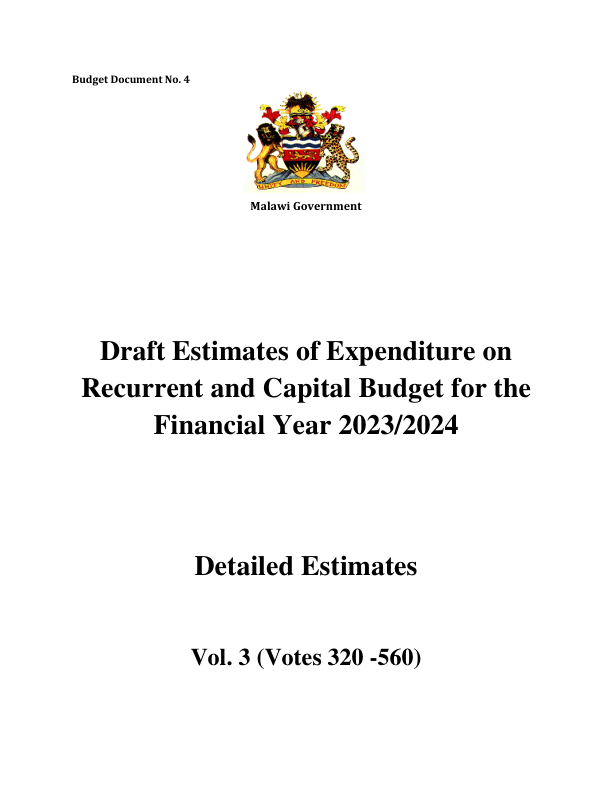 Budget Document No. 4
UNITY AND FREEDOM
Malawi Government
Draft Estimates of Expenditure on
Recurrent and Capital Budget for the
Financial Year 2023/2024
Detailed Estimates
Vol. 3 (Votes 320 -560)